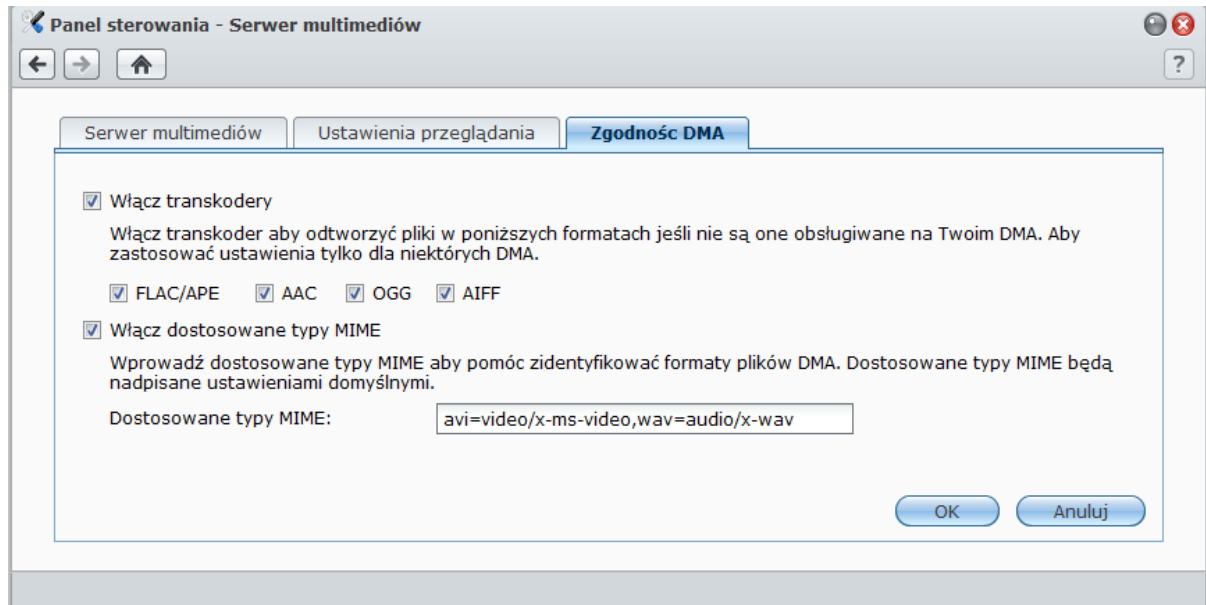 Panel sterowania - Serwer multimediów
?
Serwer multimediów Ustawienia przeglądania Zgodnośc DMA
Włącz transkodery
Włącz transkoder aby odtworzyć pliki w poniższych formatach jeśli nie są one obsługiwane na Twoim DMA. Aby
zastosować ustawienia tylko dla niektórych DMA.
FLAC/APE AAC OGG AIFF
Włącz dostosowane typy MIME
Wprowadź dostosowane typy MIME aby pomóc zidentyfikować formaty plików DMA. Dostosowane typy MIME będą
nadpisane ustawieniami domyślnymi.
Dostosowane typy MIME: avi=video/x-ms-video,wav=audio/x-wav
OK Anuluj